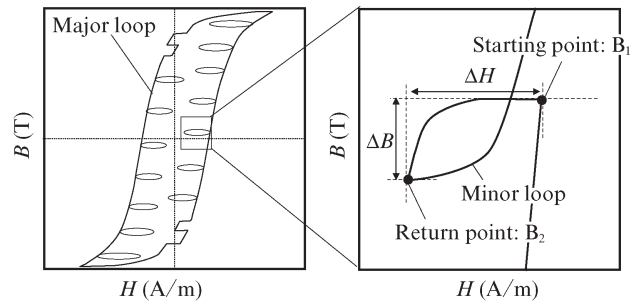 Major loop
B (T)
H (A/m)
Starting point: B₁
ΔH
B (T)
ΔB
Minor loop
Return point: B₂
H (A/m)